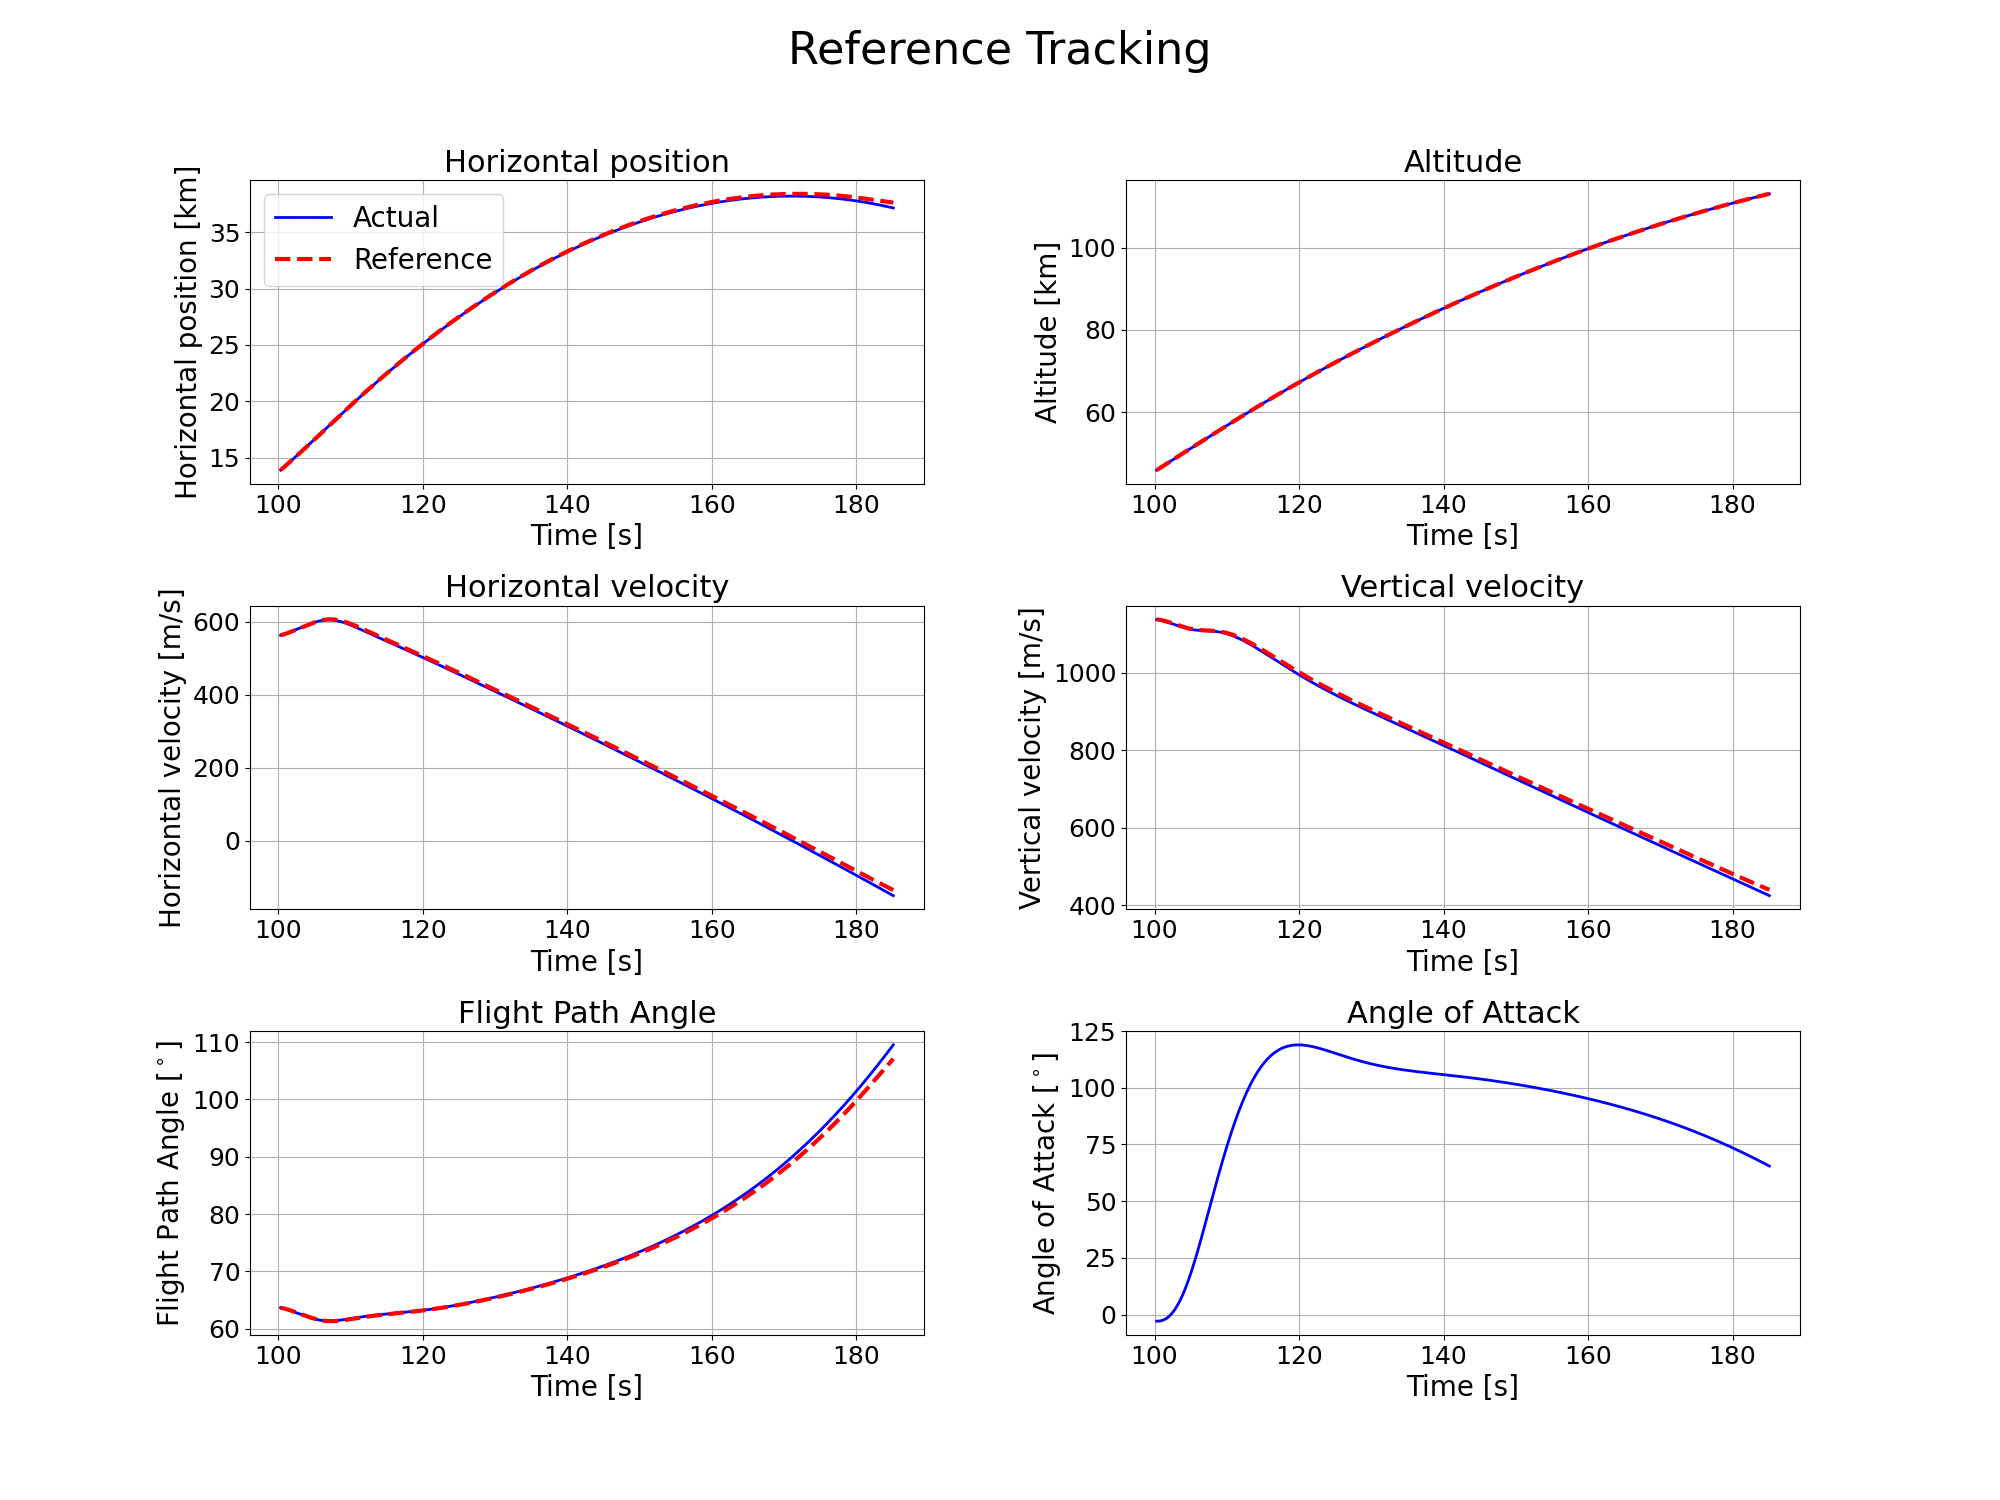 Reference Tracking
Horizontal position
Horizontal position [km]
35
30
25
20
15
Actual
Reference
100 120 140 160 180
Time [s]
Altitude
Altitude [km]
100
80
60
100 120 140 160 180
Time [s]
Horizontal velocity
Horizontal velocity [m/s]
600
400
200
0
100 120 140 160 180
Time [s]
Vertical velocity
Vertical velocity [m/s]
1000
800
600
400
100 120 140 160 180
Time [s]
Flight Path Angle
Flight Path Angle [°]
110
100
90
80
70
60
100 120 140 160 180
Time [s]
Angle of Attack
Angle of Attack [°]
125
100
75
50
25
0
100 120 140 160 180
Time [s]